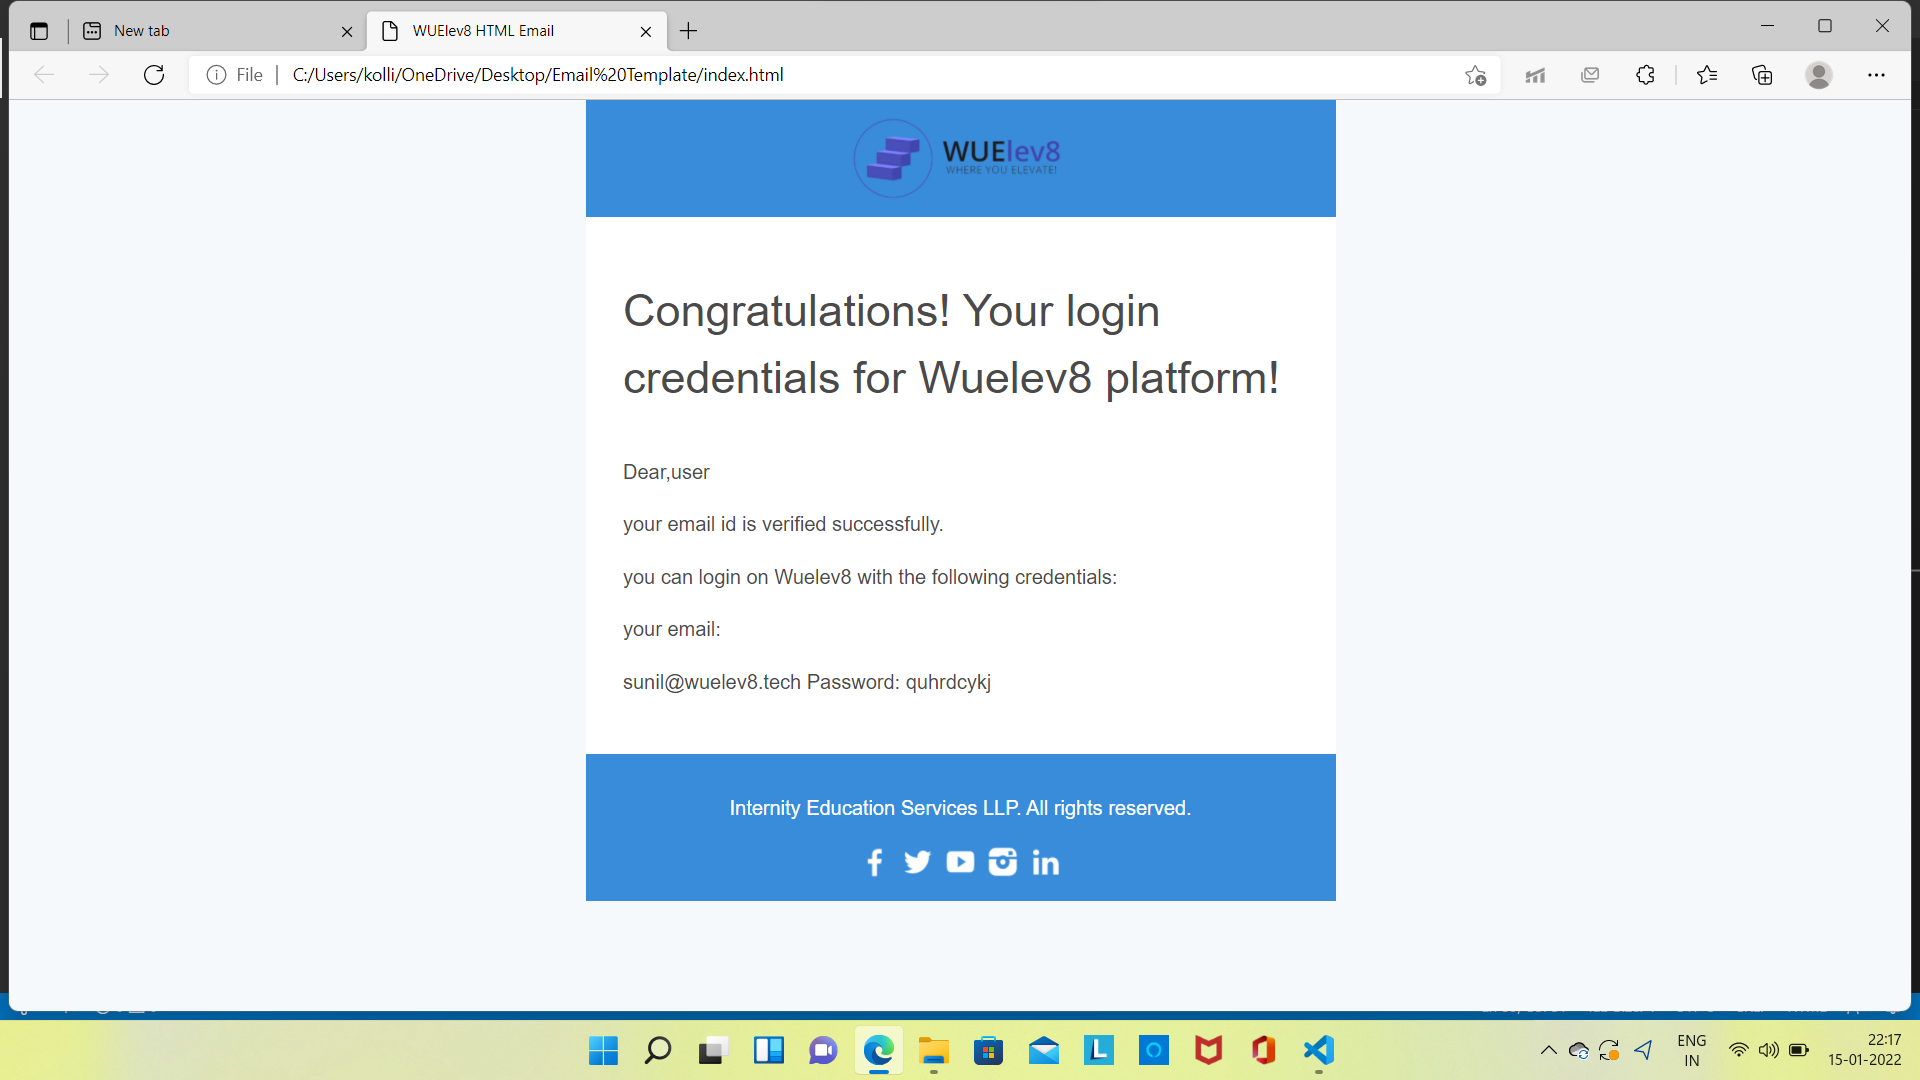 New tab
WUElev8 HTML Email
File
C:/Users/kolli/OneDrive/Desktop/Email%20Template/index.html
WUElev8
WHERE YOU ELEVATE!
Congratulations! Your login
credentials for Wuelev8 platform!
Dear,user
your email id is verified successfully.
you can login on Wuelev8 with the following credentials:
your email:
sunil@wuelev8.tech Password: quhrdcykj
Internity Education Services LLP. All rights reserved.
ENG
IN
22:17
15-01-2022